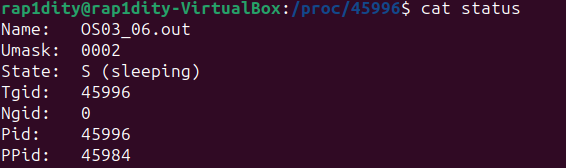 rap1dity@rap1dity-VirtualBox:/proc/45996$ cat status
Name:   OS03_06.out
Umask:  0002
State:  S (sleeping)
Tgid:   45996
Ngid:   0
Pid:    45996
PPid:   45984